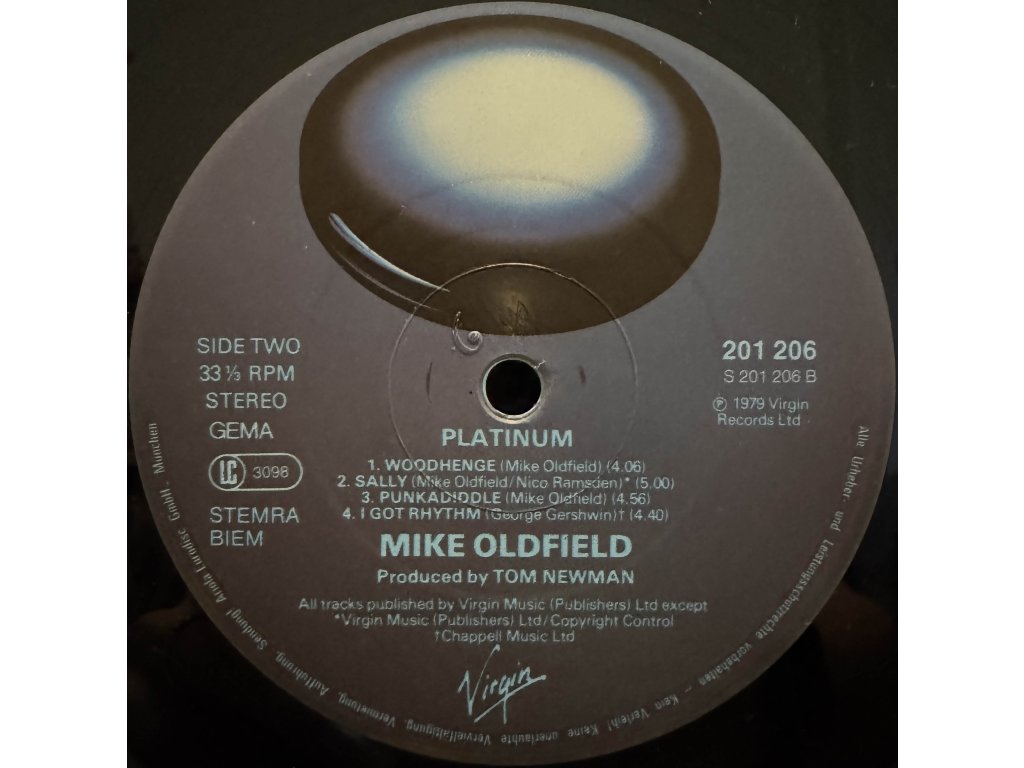 SIDE TWO
33 ⅓ RPM
STEREO
GEMA
LC 3098
STEMRA
BIEM
201 206
S 201 206 B
℗ 1979 Virgin
Records Ltd
PLATINUM
1. WOODHENGE (Mike Oldfield) (4.06)
2. SALLY (Mike Oldfield/Nico Ramsden)* (5.00)
3. PUNKADIDDLE (Mike Oldfield) (4.56)
4. I GOT RHYTHM (George Gershwin)† (4.40)
MIKE OLDFIELD
Produced by TOM NEWMAN
All tracks published by Virgin Music (Publishers) Ltd except
*Virgin Music (Publishers) Ltd/Copyright Control
†Chappell Music Ltd
Virgin
Alle Urheber- und Leistungsschutzrechte vorbehalten – Kein Verleih! Keine unerlaubte Vervielfältigung, Vermietung, Aufführung, Sendung! Ariola-Eurodisc GmbH - München